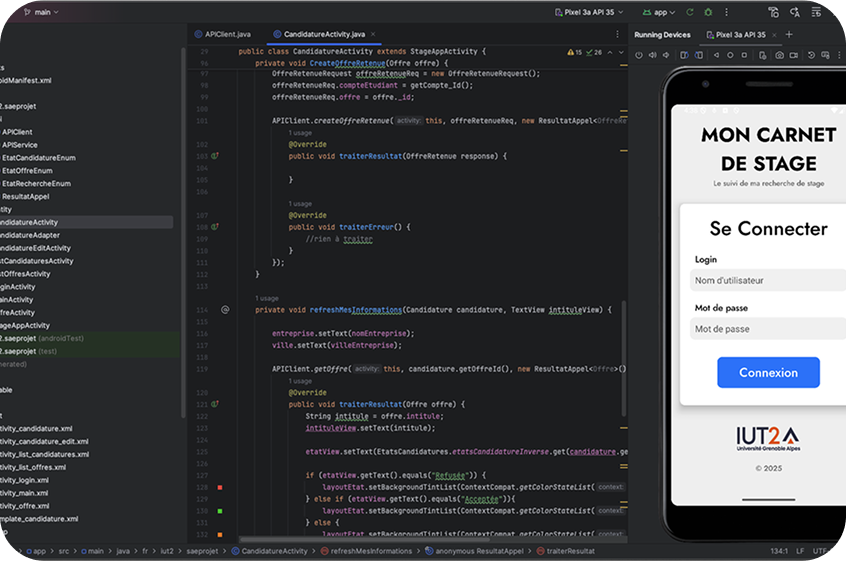 main
Pixel 3a API 35
app
APIClient.java
CandidatureActivity.java
Running Devices
Pixel 3a API 35
ts
oidManifest.xml
2.saeprojet
i
APIClient
APIService
EtatCandidatureEnum
EtatOffreEnum
EtatRechercheEnum
ResultatAppel
ntity
andidatureActivity
andidatureAdapter
andidatureEditActivity
stCandidaturesActivity
stOffresActivity
ginActivity
ainActivity
ffreActivity
tageAppActivity
2.saeprojet (androidTest)
2.saeprojet (test)
nerated)
able
t
tivity_candidature.xml
tivity_candidature_edit.xml
tivity_list_candidatures.xml
tivity_list_offres.xml
tivity_login.xml
tivity_main.xml
tivity_offre.xml
mplate_candidature.xml
29 public class CandidatureActivity extends StageAppActivity {
15 26
96 private void CreateOffreRetenue(Offre offre) {
97 OffreRetenueRequest offreRetenueReq = new OffreRetenueRequest();
98 offreRetenueReq.compteEtudiant = getCompte_Id();
99 offreRetenueReq.offre = offre._id;
100
101 APIClient.createOffreRetenue( activity: this, offreRetenueReq, new ResultatAppel<OffreRe
1 usage
102 @Override
103 public void traiterResultat(OffreRetenue response) {
104
105 }
106
1 usage
107 @Override
108 public void traiterErreur() {
109 //rien à traiter
110 }
111 });
112 }
113
1 usage
114 private void refreshMesInformations(Candidature candidature, TextView intituleView) {
115
116 entreprise.setText(nomEntreprise);
117 ville.setText(villeEntreprise);
118
119 APIClient.getOffre( activity: this, candidature.getOffreId(), new ResultatAppel<Offre>()
1 usage
120 @Override
121 public void traiterResultat(Offre offre) {
122 String intitule = offre.intitule;
123 intituleView.setText(intitule);
124
125 etatView.setText(EtatsCandidatures.etatsCandidatureInverse.get(candidature.ge
126
127 if (etatView.getText().equals("Refusée")) {
128 layoutEtat.setBackgroundTintList(ContextCompat.getColorStateList( context:
129 } else if (etatView.getText().equals("Acceptée")){
130 layoutEtat.setBackgroundTintList(ContextCompat.getColorStateList( context:
131 } else {
132 layoutEtat.setBackgroundTintList(ContextCompat.getColorStateList( context:
MON CARNET
DE STAGE
Le suivi de ma recherche de stage
Se Connecter
Login
Nom d'utilisateur
Mot de passe
Mot de passe
Connexion
IUT2
Université Grenoble Alpes
© 2025
app > src > main > java > fr > iut2 > saeprojet > CandidatureActivity > refreshMesInformations > anonymous ResultatAppel > traiterResultat
134:1 LF UTF-